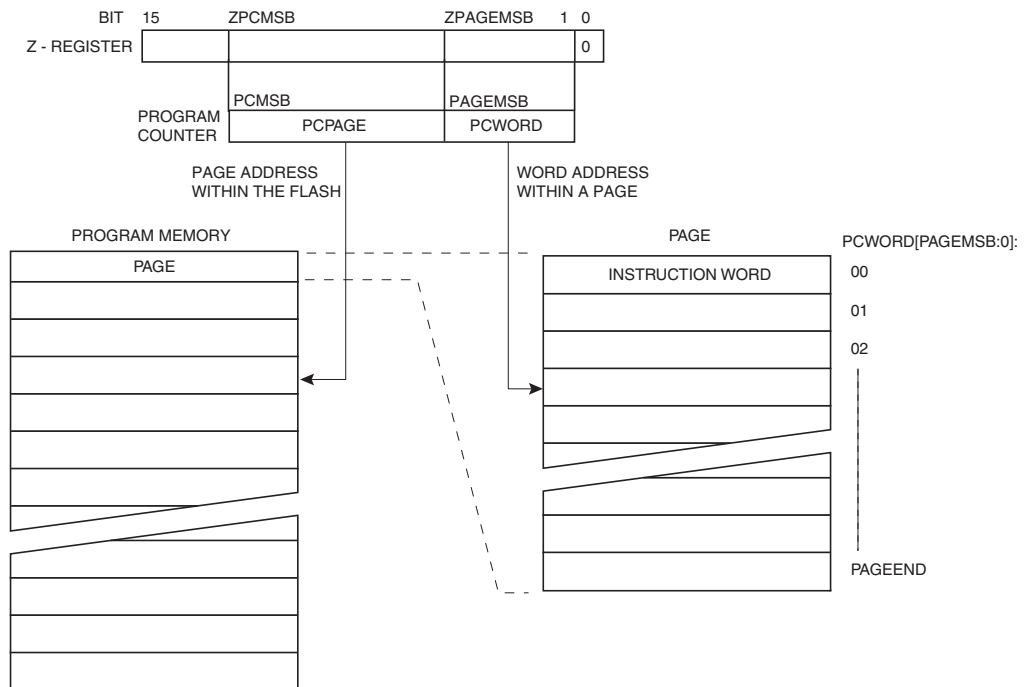 BIT 15 ZPCMSB ZPAGEMSB 1 0
Z - REGISTER 0
PCMSB PAGEMSB
PROGRAM
COUNTER
PCPAGE PCWORD
PAGE ADDRESS
WITHIN THE FLASH
WORD ADDRESS
WITHIN A PAGE
PROGRAM MEMORY
PAGE
PAGE
PCWORD[PAGEMSB:0]:
INSTRUCTION WORD
00
01
02
PAGEEND